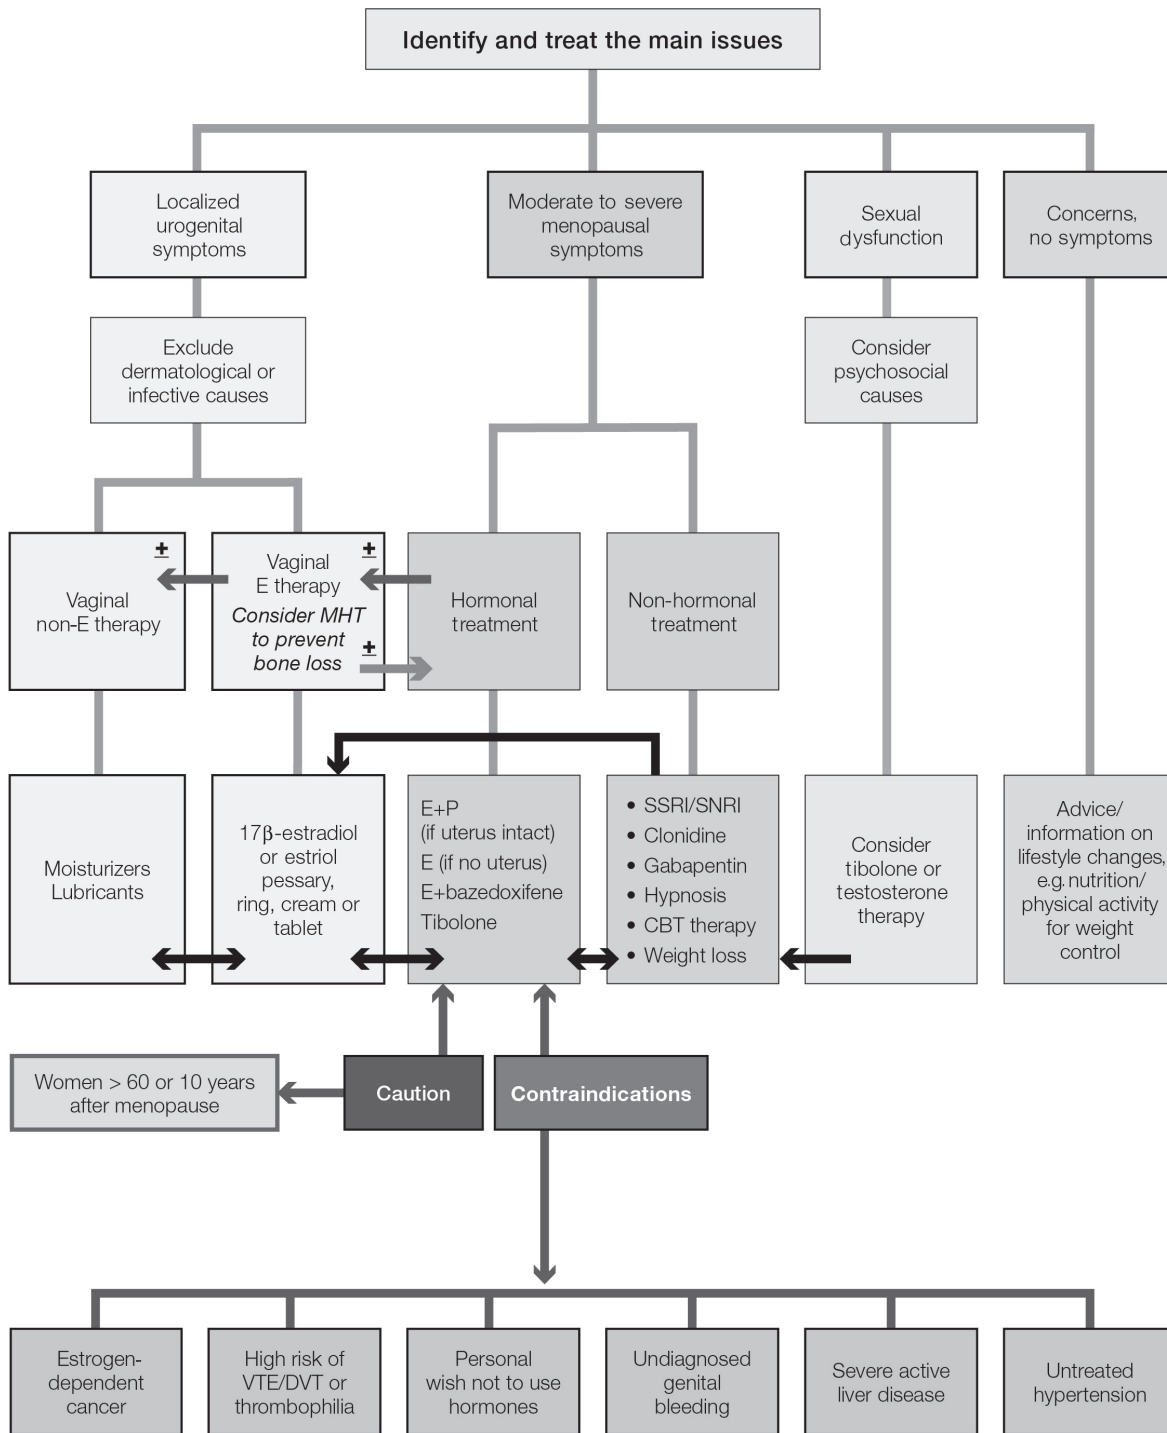 Identify and treat the main issues
Localized
urogenital
symptoms
Moderate to severe
menopausal
symptoms
Sexual
dysfunction
Concerns,
no symptoms
Exclude
dermatological or
infective causes
Consider
psychosocial
causes
±
Vaginal
non-E therapy
±
Vaginal
E therapy
Consider MHT
to prevent
bone loss
±
Hormonal
treatment
Non-hormonal
treatment
Moisturizers
Lubricants
17β-estradiol
or estriol
pessary,
ring, cream or
tablet
E+P
(if uterus intact)
E (if no uterus)
E+bazedoxifene
Tibolone
• SSRI/SNRI
• Clonidine
• Gabapentin
• Hypnosis
• CBT therapy
• Weight loss
Consider
tibolone or
testosterone
therapy
Advice/
information on
lifestyle changes,
e.g. nutrition/
physical activity
for weight
control
Women > 60 or 10 years
after menopause
Caution
Contraindications
Estrogen-
dependent
cancer
High risk of
VTE/DVT or
thrombophilia
Personal
wish not to use
hormones
Undiagnosed
genital
bleeding
Severe active
liver disease
Untreated
hypertension